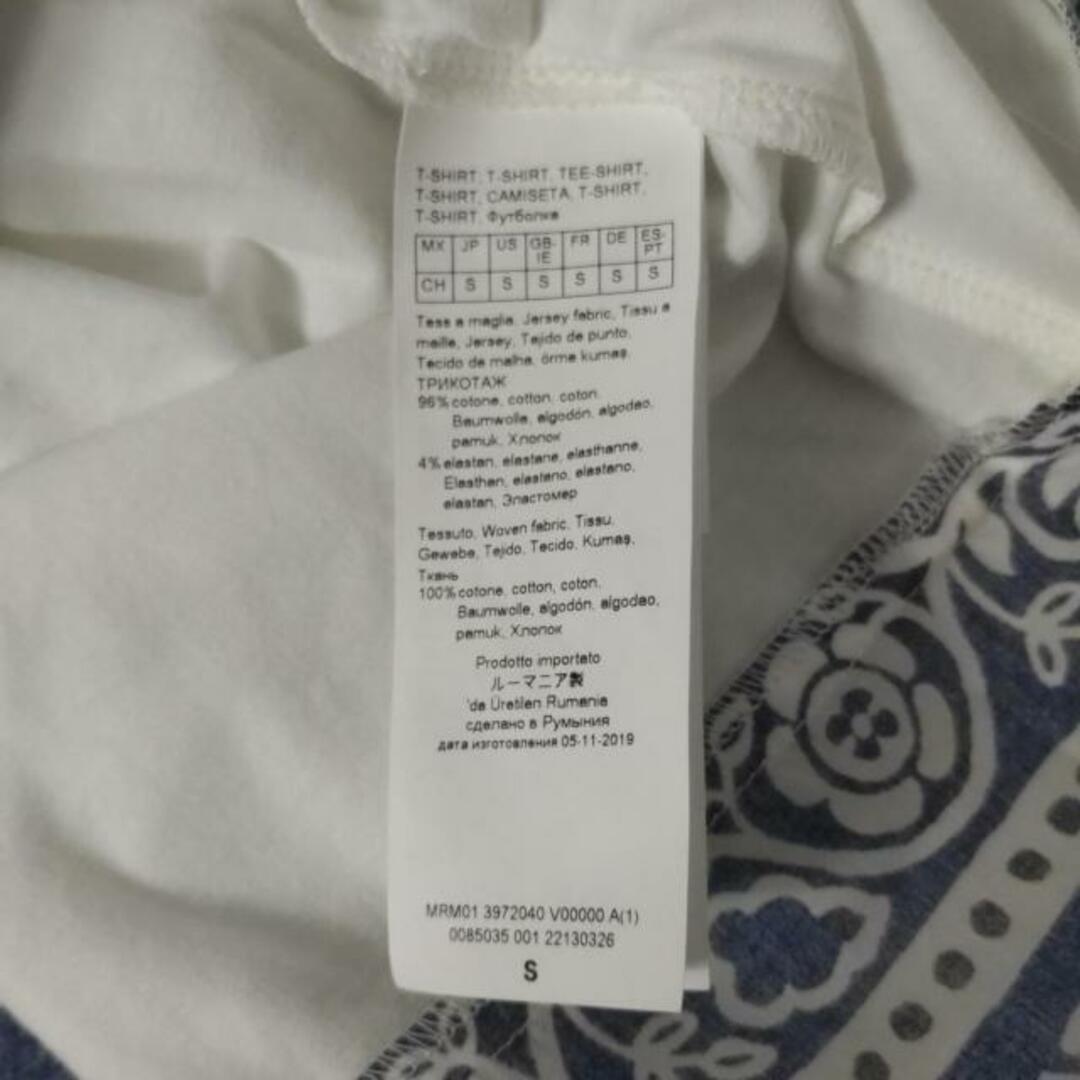 T-SHIRT, T-SHIRT, TEE-SHIRT,
T-SHIRT, CAMISETA, T-SHIRT,
T-SHIRT, Футболка
MX JP US GB-IE FR DE ES-PT
CH S S S S S S
Tess a maglia, Jersey fabric, Tissu a
maille, Jersey, Tejido de punto,
Tecido de malha, örme kumaş,
ТРИКОТАЖ
96% cotone, cotton, coton,
Baumwolle, algodón, algodao,
pamuk, Хлопок
4% elastan, elastane, elasthanne,
Elasthan, elastano, elastano,
elastan, Эластомер
Tessuto, Woven fabric, Tissu,
Gewebe, Tejido, Tecido, Kumaş,
Ткань
100% cotone, cotton, coton,
Baumwolle, algodón, algodao,
pamuk, Хлопок
Prodotto importato
ルーマニア製
'da Üretlen Rumania
сделано в Румыния
дата изготовления 05-11-2019
MRM01 3972040 V00000 A(1)
0085035 001 22130326
S